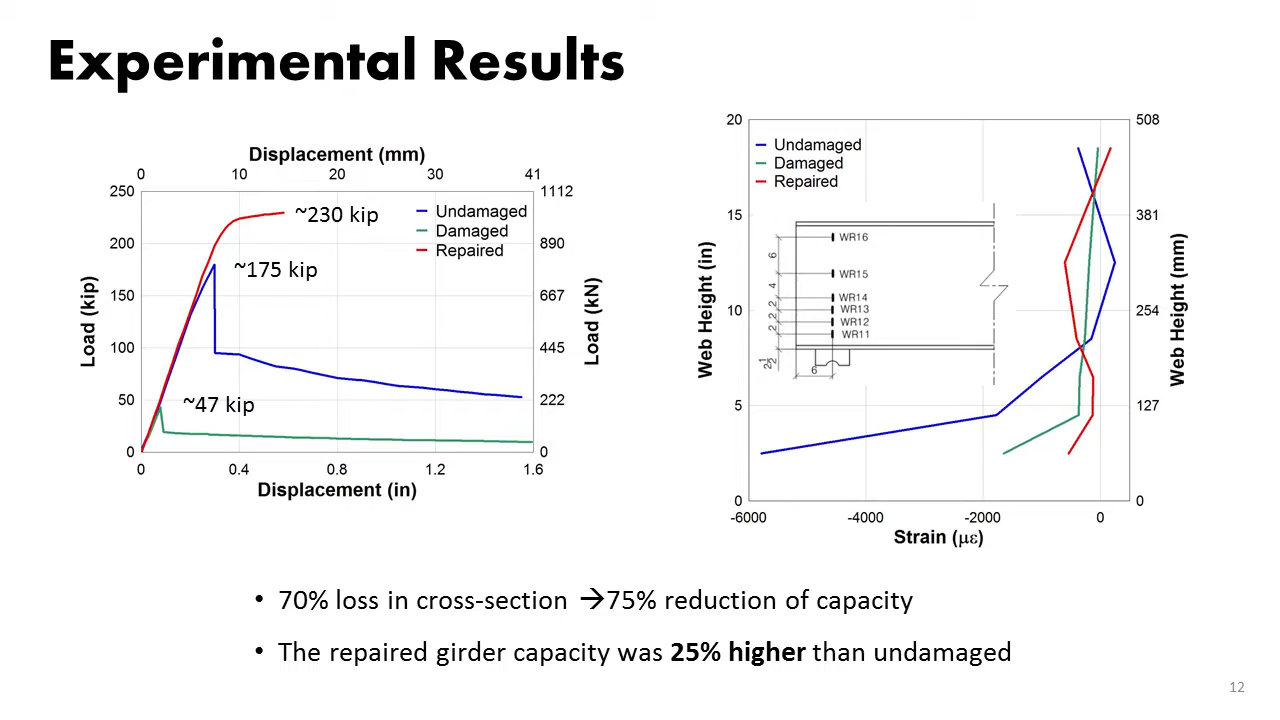 Experimental Results
Displacement (mm)
0 10 20 30 41
250 1112
200 890
150 667
100 445
50 222
0 0
Load (kip)
Load (kN)
~230 kip
~175 kip
~47 kip
Undamaged
Damaged
Repaired
0 0.4 0.8 1.2 1.6
Displacement (in)
20 508
15 381
10 254
5 127
0 0
Web Height (in)
Web Height (mm)
Undamaged
Damaged
Repaired
WR16
WR15
WR14
WR13
WR12
WR11
6
4
2
2
2
2 1/2
6
-6000 -4000 -2000 0
Strain (με)
• 70% loss in cross-section →75% reduction of capacity
• The repaired girder capacity was 25% higher than undamaged
12